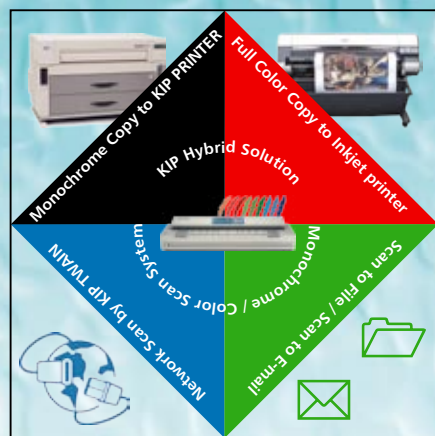 Monochrome Copy to KIP PRINTER
Full Color Copy to Inkjet printer
KIP Hybrid Solution
Monochrome / Color Scan System
Network Scan by KIP TWAIN
Scan to File / Scan to E-mail